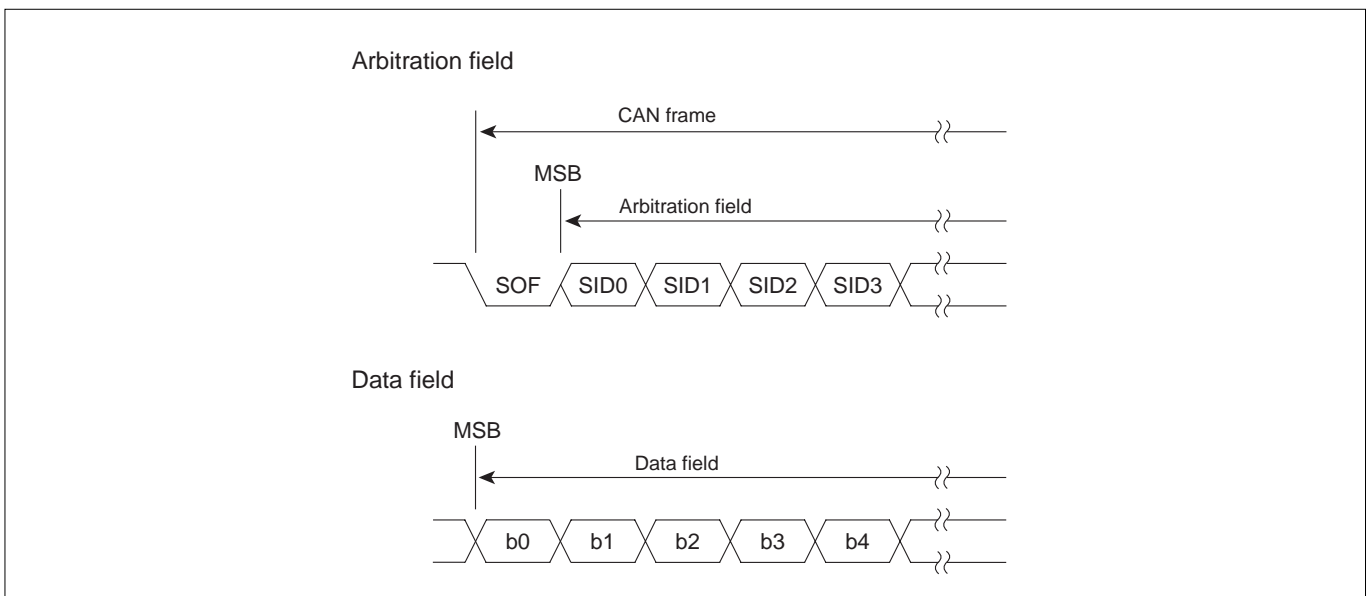 Arbitration field
CAN frame
MSB
Arbitration field
SOF SID0 SID1 SID2 SID3
Data field
MSB
Data field
b0 b1 b2 b3 b4